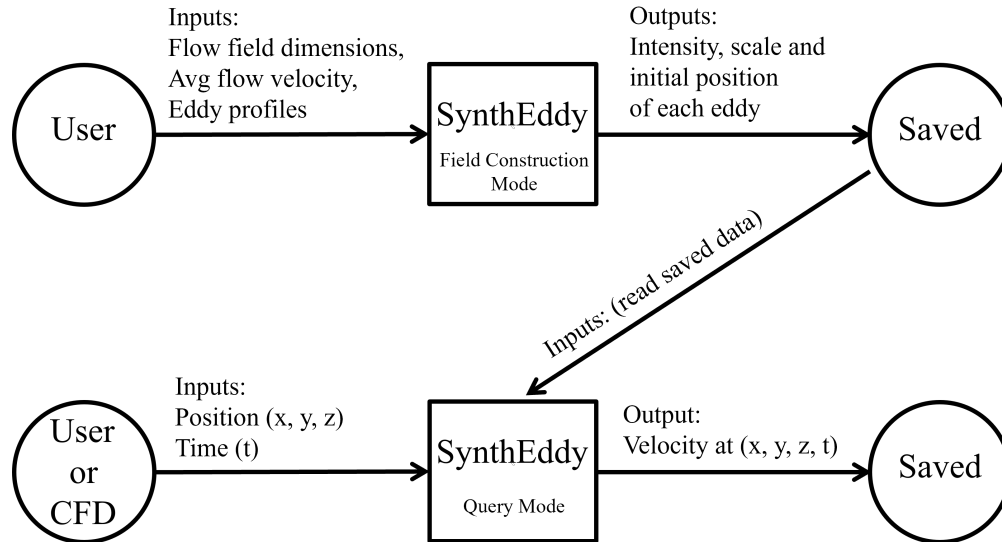 Inputs:
Flow field dimensions,
Avg flow velocity,
Eddy profiles
Outputs:
Intensity, scale and
initial position
of each eddy
User
SynthEddy
Field Construction
Mode
Saved
Inputs: (read saved data)
Inputs:
Position (x, y, z)
Time (t)
Output:
Velocity at (x, y, z, t)
User
or
CFD
SynthEddy
Query Mode
Saved